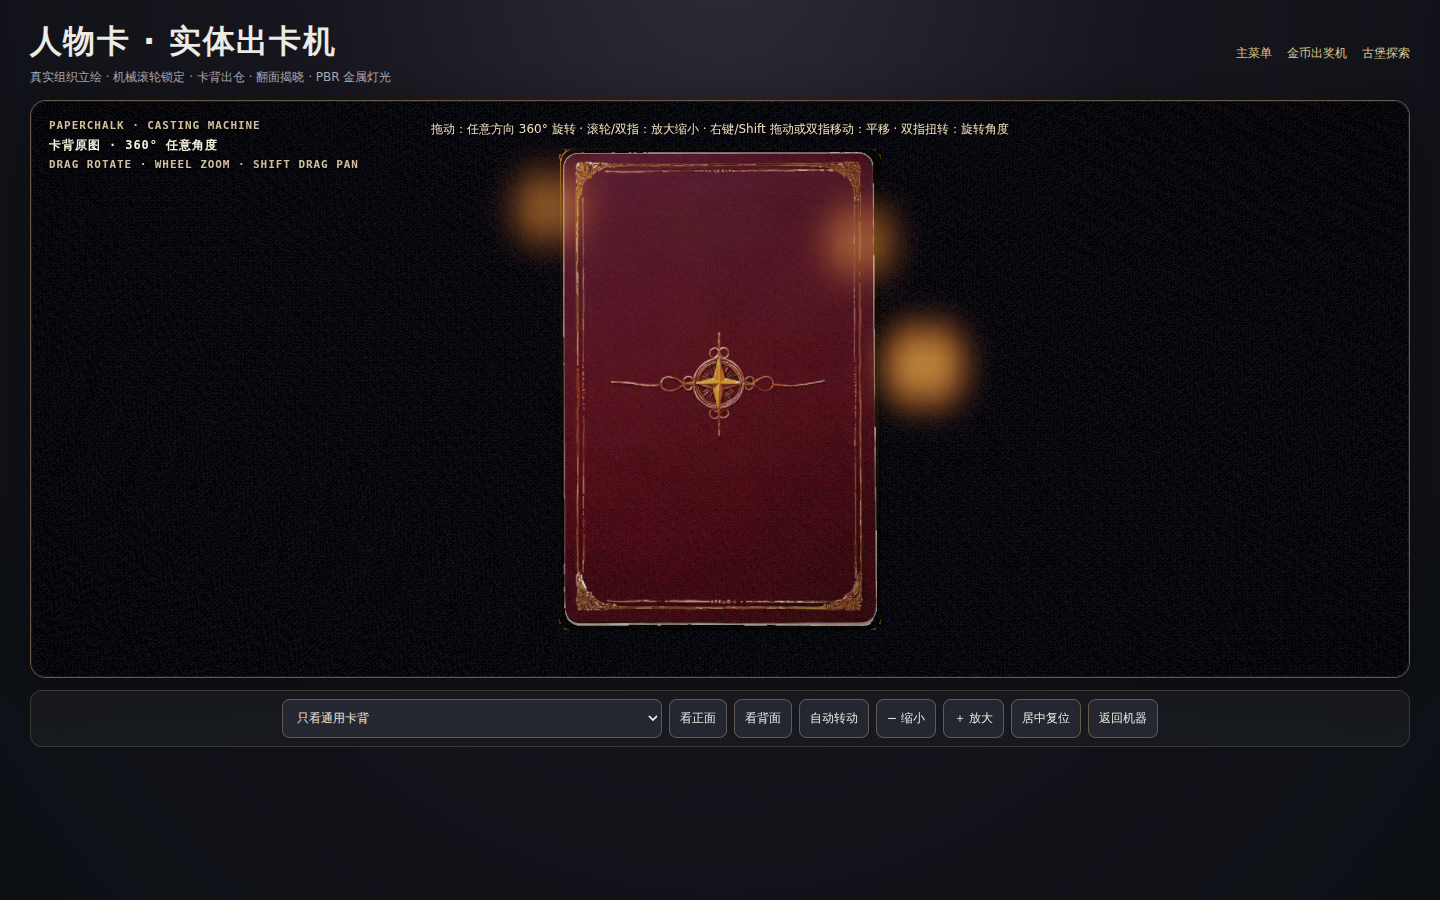 人物卡 · 实体出卡机
真实组织立绘 · 机械滚轮锁定 · 卡背出仓 · 翻面揭晓 · PBR 金属灯光
主菜单 金币出奖机 古堡探索
PAPERCHALK · CASTING MACHINE
卡背原图 · 360° 任意角度
DRAG ROTATE · WHEEL ZOOM · SHIFT DRAG PAN
拖动：任意方向 360° 旋转 · 滚轮/双指：放大缩小 · 右键/Shift 拖动或双指移动：平移 · 双指扭转：旋转角度
只看通用卡背 看正面 看背面 自动转动 − 缩小 + 放大 居中复位 返回机器